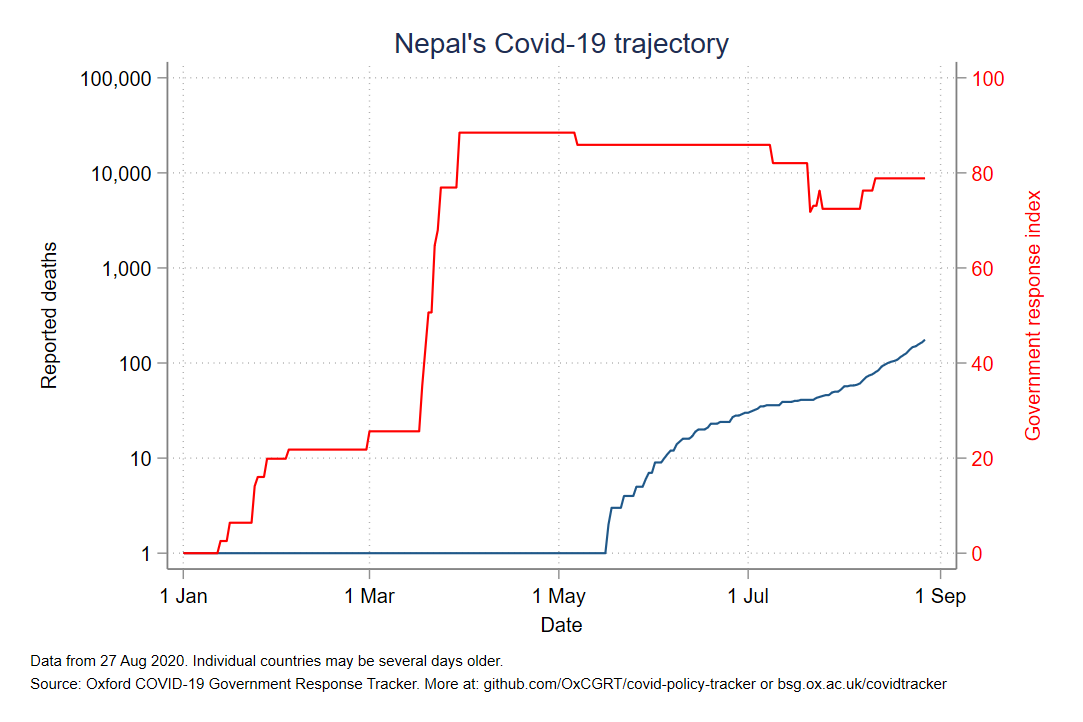 Nepal's Covid-19 trajectory
100,000
10,000
1,000
100
10
1
Reported deaths
100
80
60
40
20
0
Government response index
1 Jan
1 Mar
1 May
1 Jul
1 Sep
Date
Data from 27 Aug 2020. Individual countries may be several days older.
Source: Oxford COVID-19 Government Response Tracker. More at: github.com/OxCGRT/covid-policy-tracker or bsg.ox.ac.uk/covidtracker